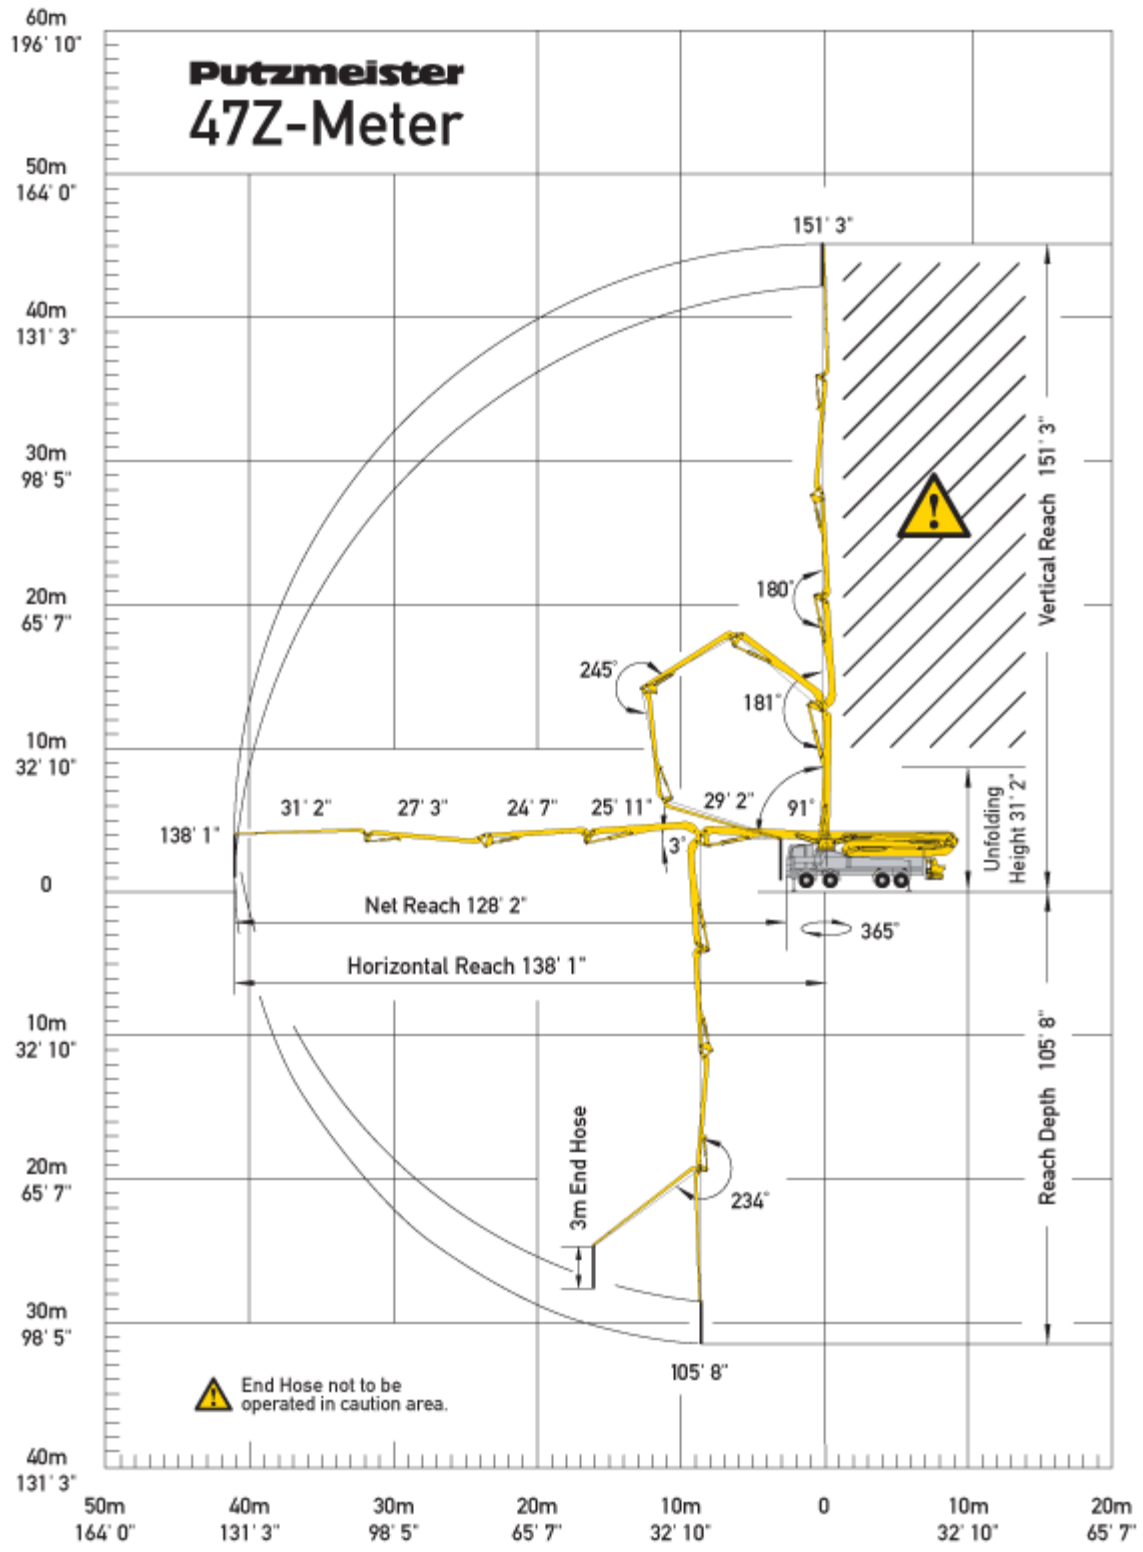 60m
196' 10"
Putzmeister
47Z-Meter
50m
164' 0"
151' 3"
40m
131' 3"
30m
98' 5"
Vertical Reach 151' 3"
180°
20m
65' 7"
245°
181°
10m
32' 10"
31' 2"
27' 3"
24' 7"
25' 11"
29' 2"
91°
Unfolding
Height 31' 2"
138' 1"
3°
0
Net Reach 128' 2"
365°
Horizontal Reach 138' 1"
10m
32' 10"
Reach Depth 105' 8"
3m End Hose
20m
65' 7"
234°
30m
98' 5"
105' 8"
End Hose not to be
operated in caution area.
40m
131' 3"
50m
40m
30m
20m
10m
0
10m
20m
164' 0"
131' 3"
98' 5"
65' 7"
32' 10"
32' 10"
65' 7"